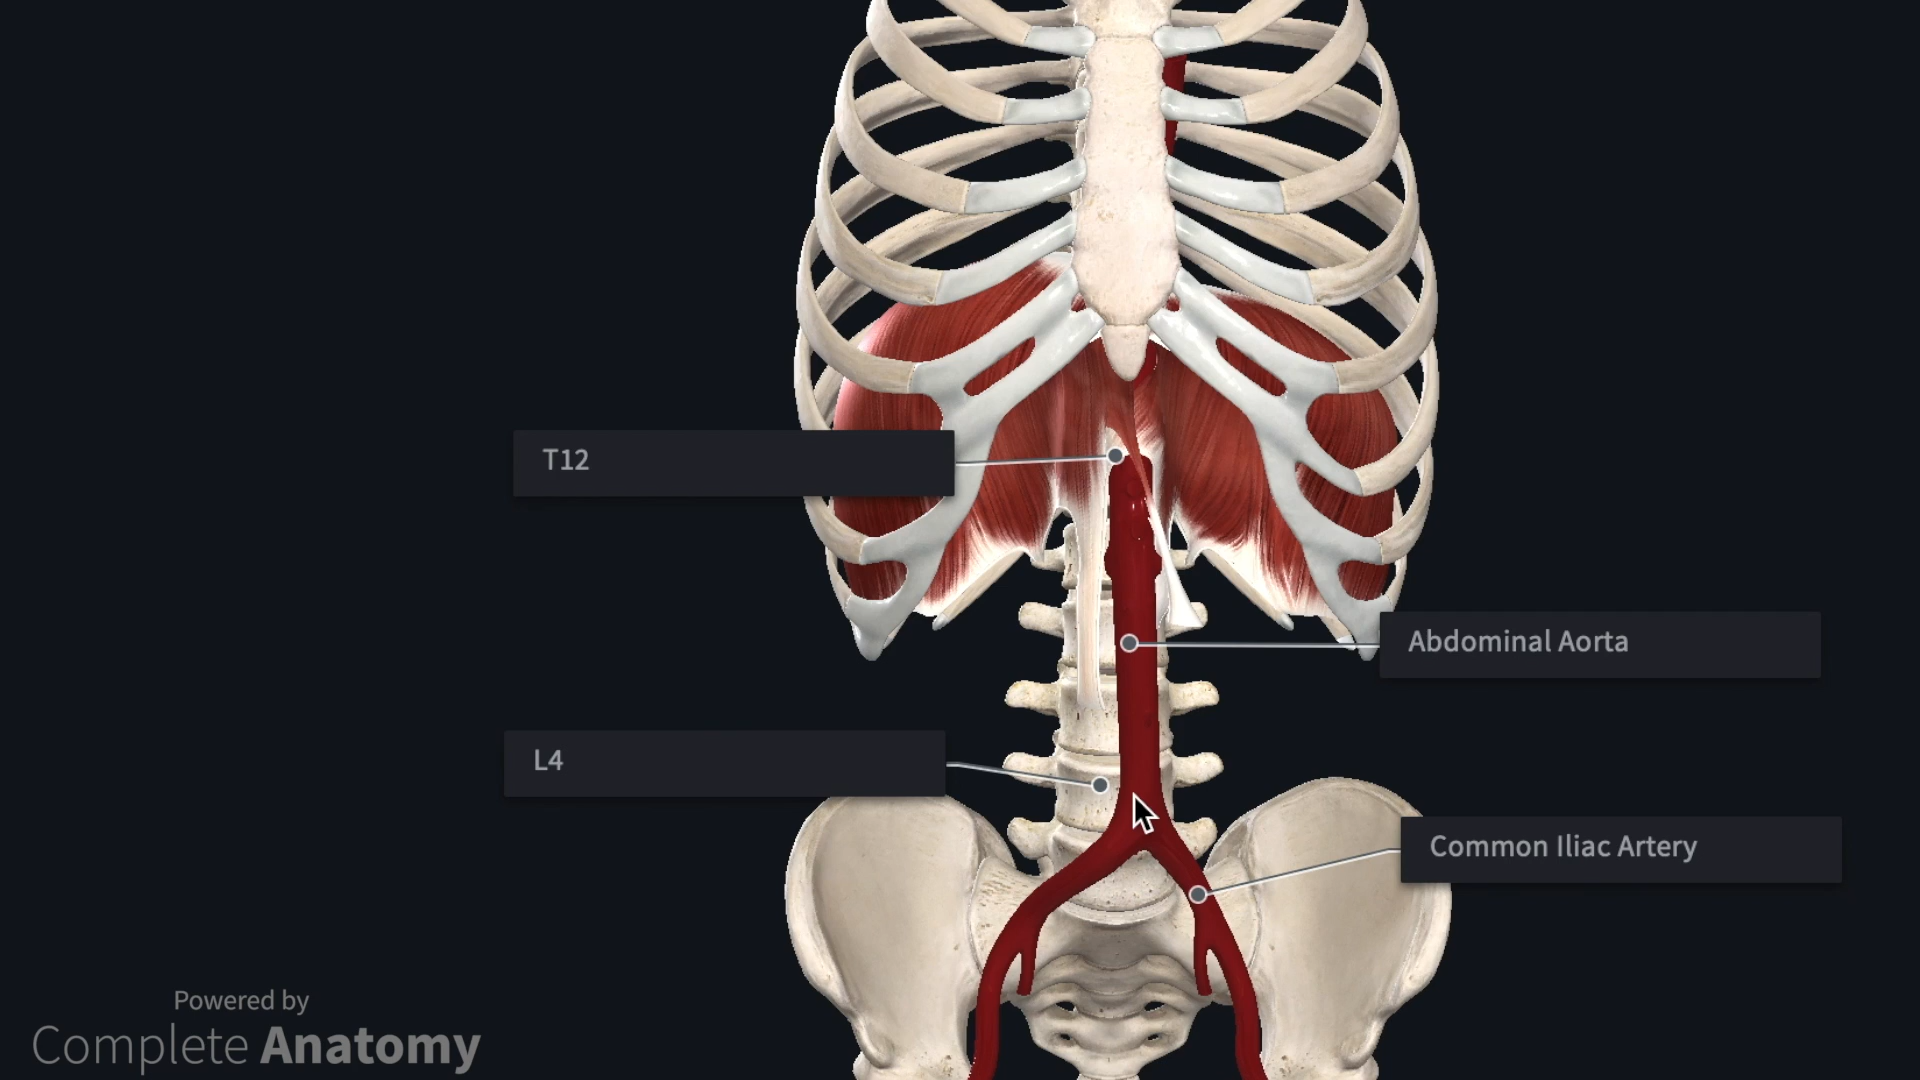 T12
Abdominal Aorta
L4
Common Iliac Artery
Powered by
Complete Anatomy